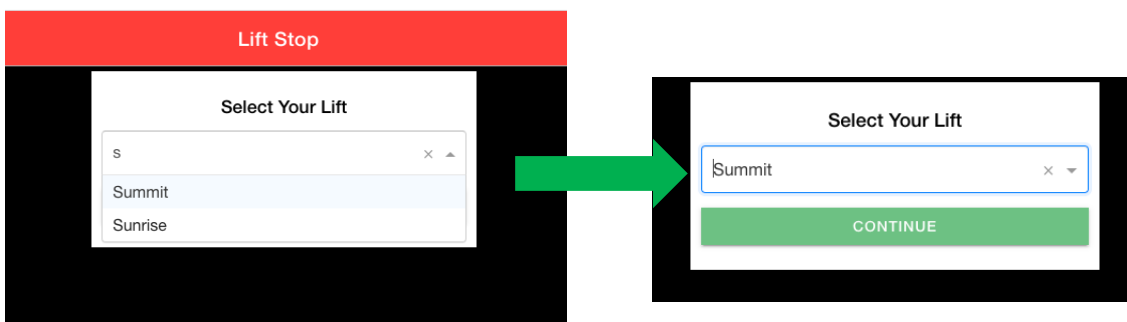 Lift Stop
Select Your Lift
s
Summit
Sunrise
Select Your Lift
Summit
CONTINUE